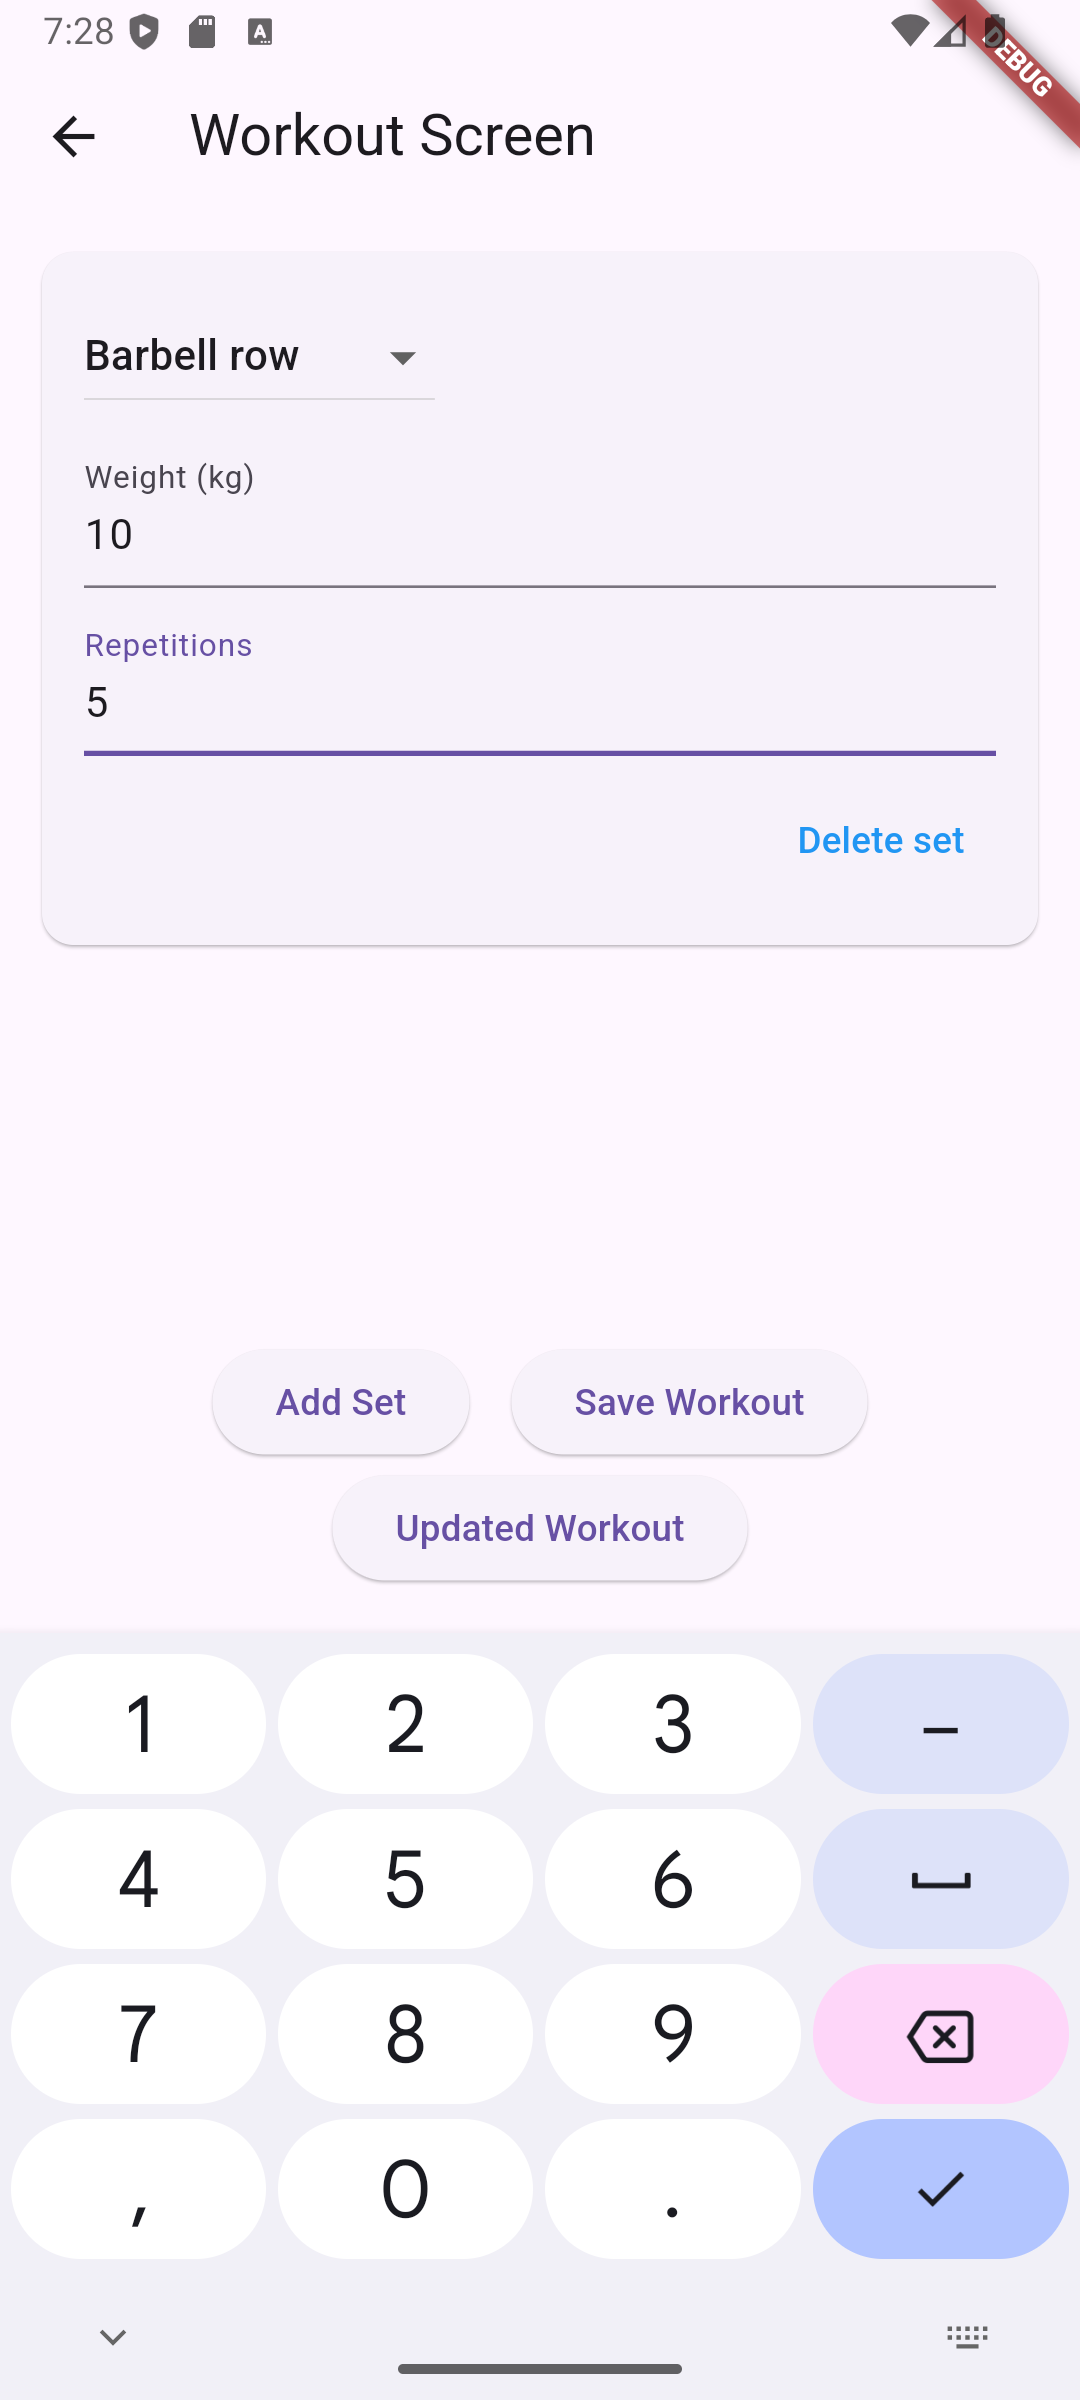 7:28
DEBUG
Workout Screen
Barbell row
Weight (kg)
10
Repetitions
5
Delete set
Add Set
Save Workout
Updated Workout
1 2 3 –
4 5 6
7 8 9
, 0 .